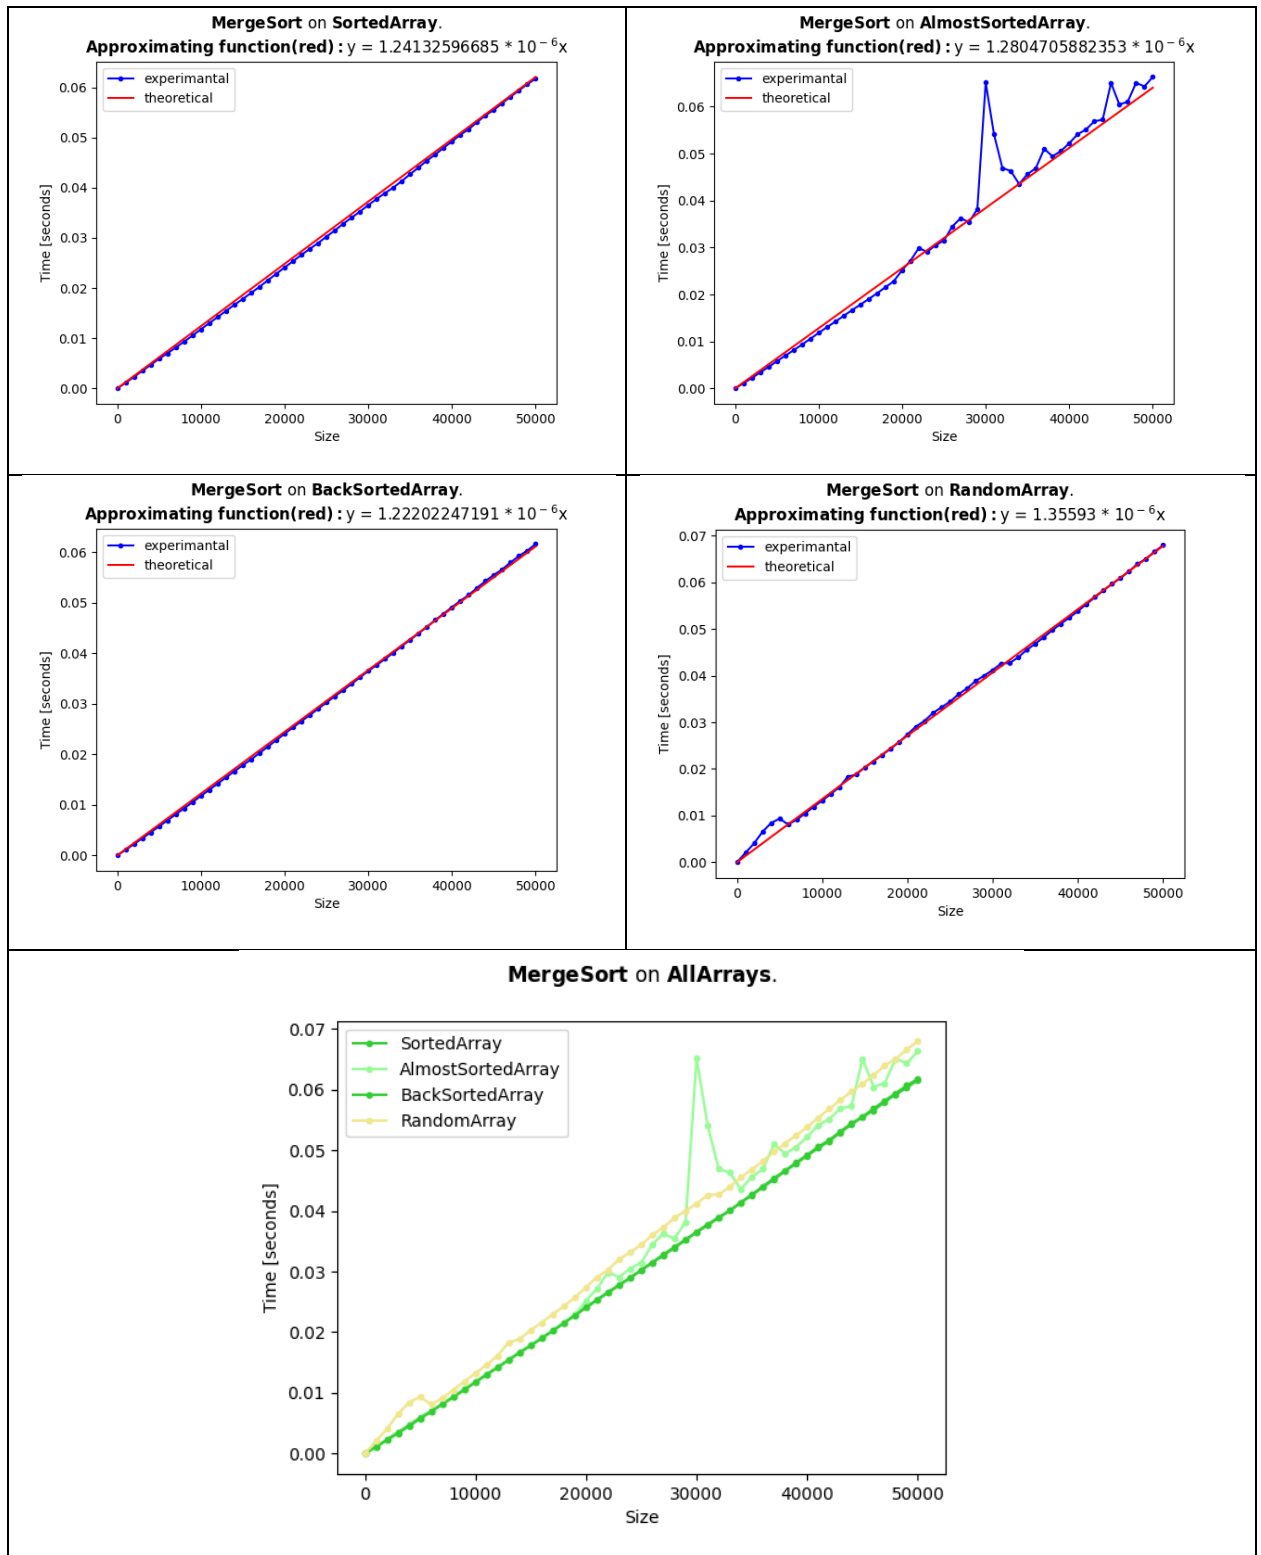 MergeSort on SortedArray.
Approximating function(red): y = 1.24132596685 * 10⁻⁶x
experimantal
theoretical
0.06
0.05
0.04
0.03
0.02
0.01
0.00
Time [seconds]
0 10000 20000 30000 40000 50000
Size
MergeSort on AlmostSortedArray.
Approximating function(red): y = 1.2804705882353 * 10⁻⁶x
experimantal
theoretical
0.06
0.05
0.04
0.03
0.02
0.01
0.00
Time [seconds]
0 10000 20000 30000 40000 50000
Size
MergeSort on BackSortedArray.
Approximating function(red): y = 1.22202247191 * 10⁻⁶x
experimantal
theoretical
0.06
0.05
0.04
0.03
0.02
0.01
0.00
Time [seconds]
0 10000 20000 30000 40000 50000
Size
MergeSort on RandomArray.
Approximating function(red): y = 1.35593 * 10⁻⁶x
experimantal
theoretical
0.07
0.06
0.05
0.04
0.03
0.02
0.01
0.00
Time [seconds]
0 10000 20000 30000 40000 50000
Size
MergeSort on AllArrays.
SortedArray
AlmostSortedArray
BackSortedArray
RandomArray
0.07
0.06
0.05
0.04
0.03
0.02
0.01
0.00
Time [seconds]
0 10000 20000 30000 40000 50000
Size